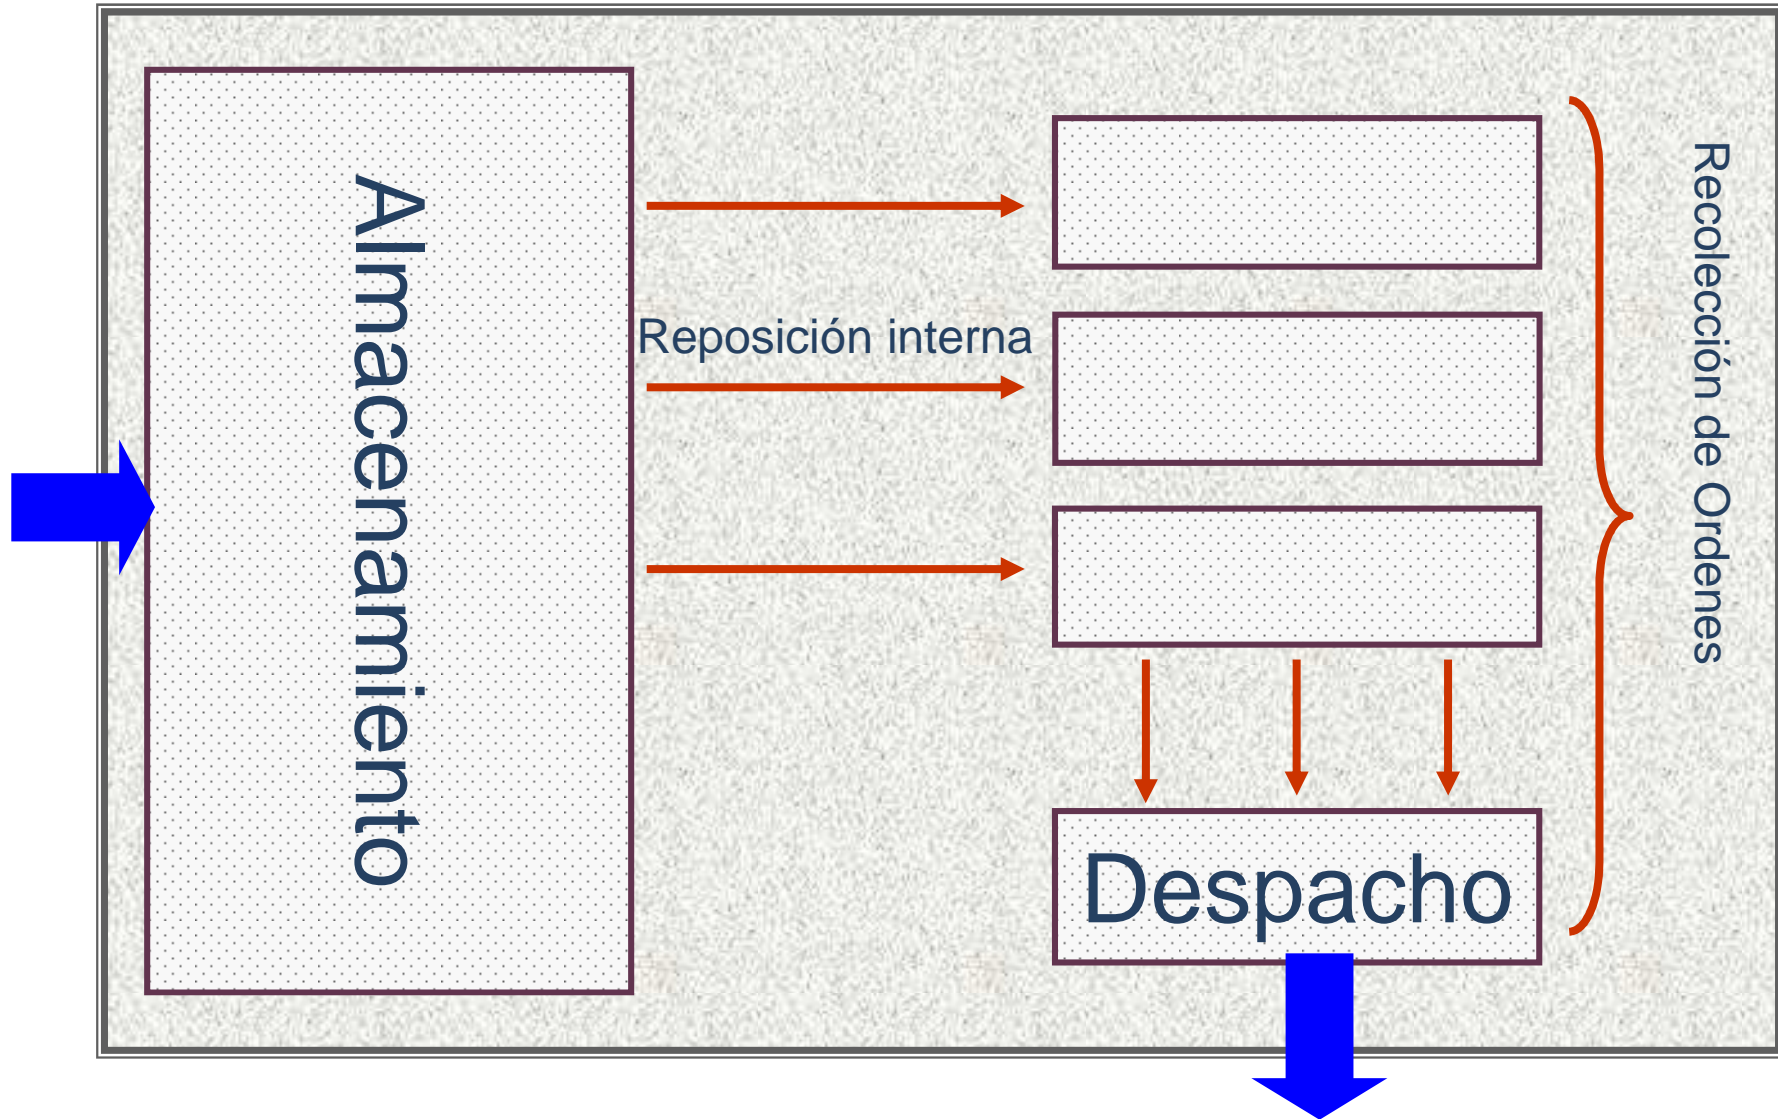 Almacenamiento
Reposición interna
Recolección de Ordenes
Despacho